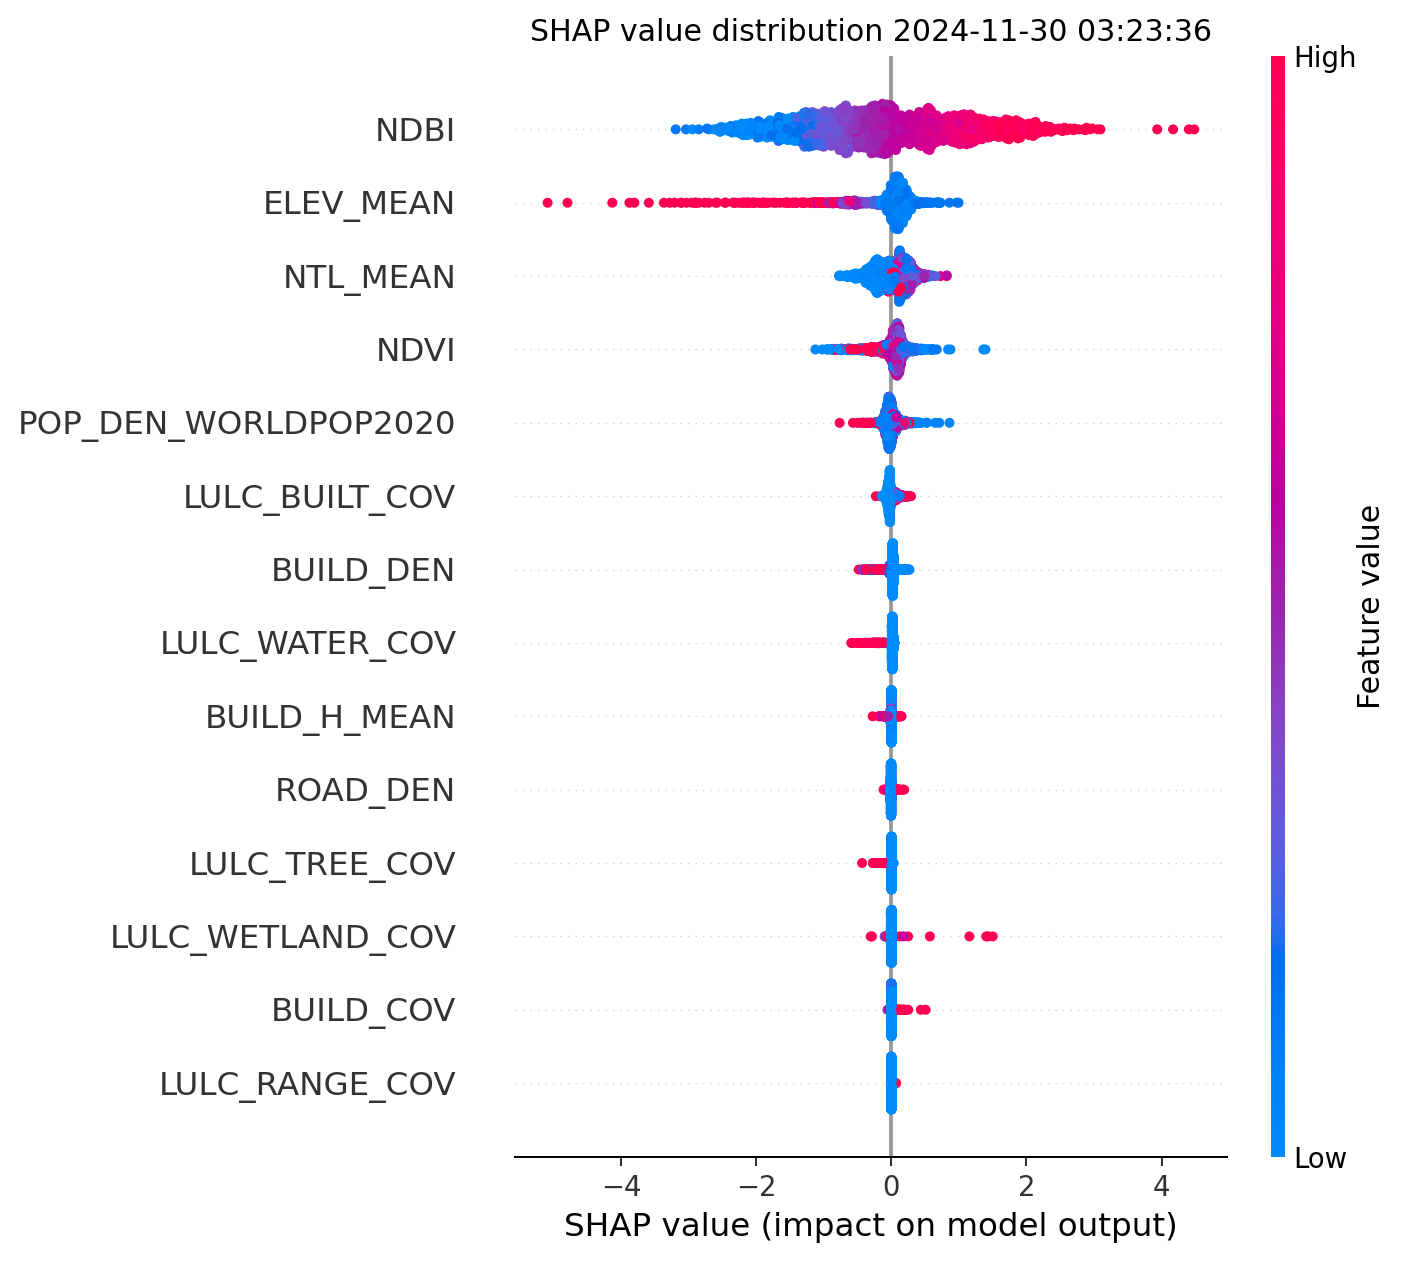 SHAP value distribution 2024-11-30 03:23:36
High
NDBI
ELEV_MEAN
NTL_MEAN
NDVI
POP_DEN_WORLDPOP2020
LULC_BUILT_COV
BUILD_DEN
LULC_WATER_COV
BUILD_H_MEAN
ROAD_DEN
LULC_TREE_COV
LULC_WETLAND_COV
BUILD_COV
LULC_RANGE_COV
Feature value
Low
−4 −2 0 2 4
SHAP value (impact on model output)